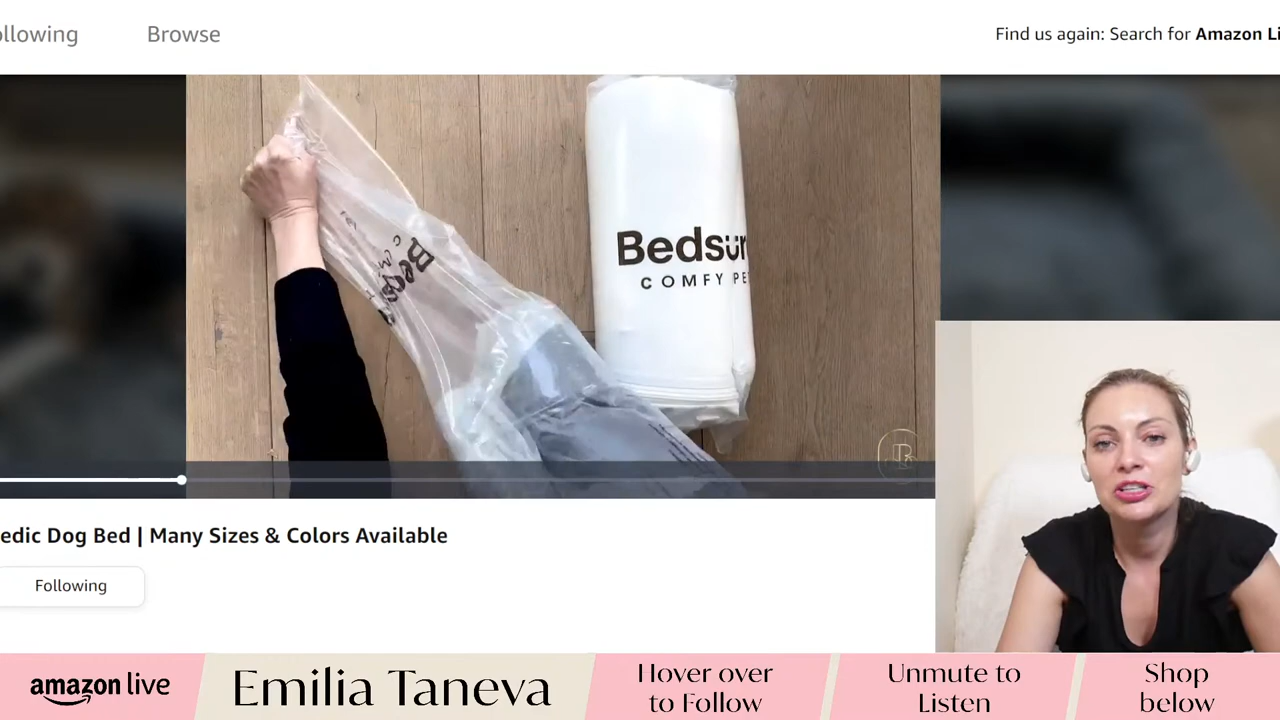 ollowing
Browse
Find us again: Search for Amazon Li
Bedsur
COMFY PE
edic Dog Bed | Many Sizes & Colors Available
Following
amazon live
Emilia Taneva
Hover over
to Follow
Unmute to
Listen
Shop
below